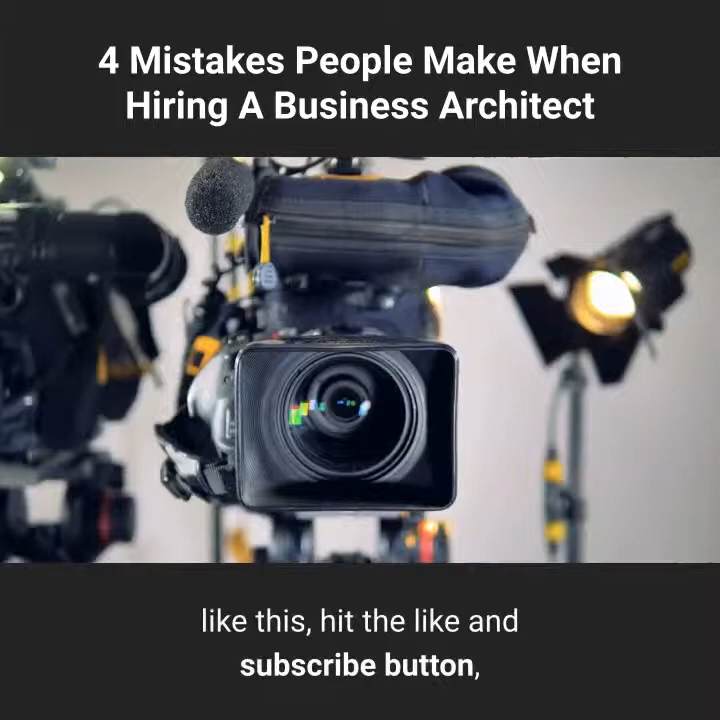 4 Mistakes People Make When
Hiring A Business Architect
like this, hit the like and
subscribe button,